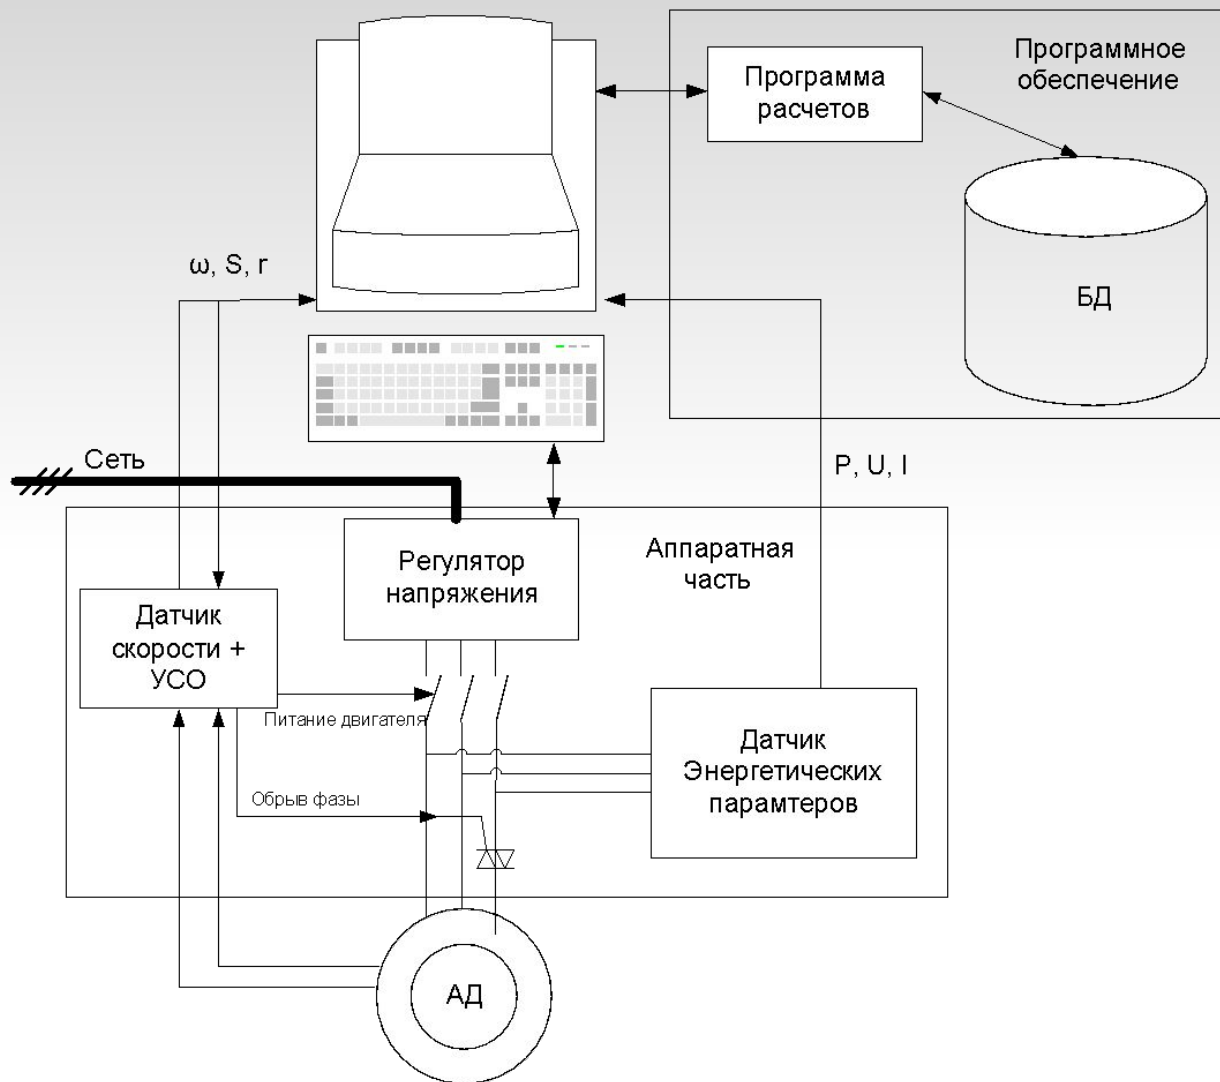 Программное
обеспечение
Программа
расчетов
БД
ω, S, r
Сеть
P, U, I
Регулятор
напряжения
Аппаратная
часть
Датчик
скорости +
УСО
Питание двигателя
Датчик
Энергетических
парамтеров
Обрыв фазы
АД